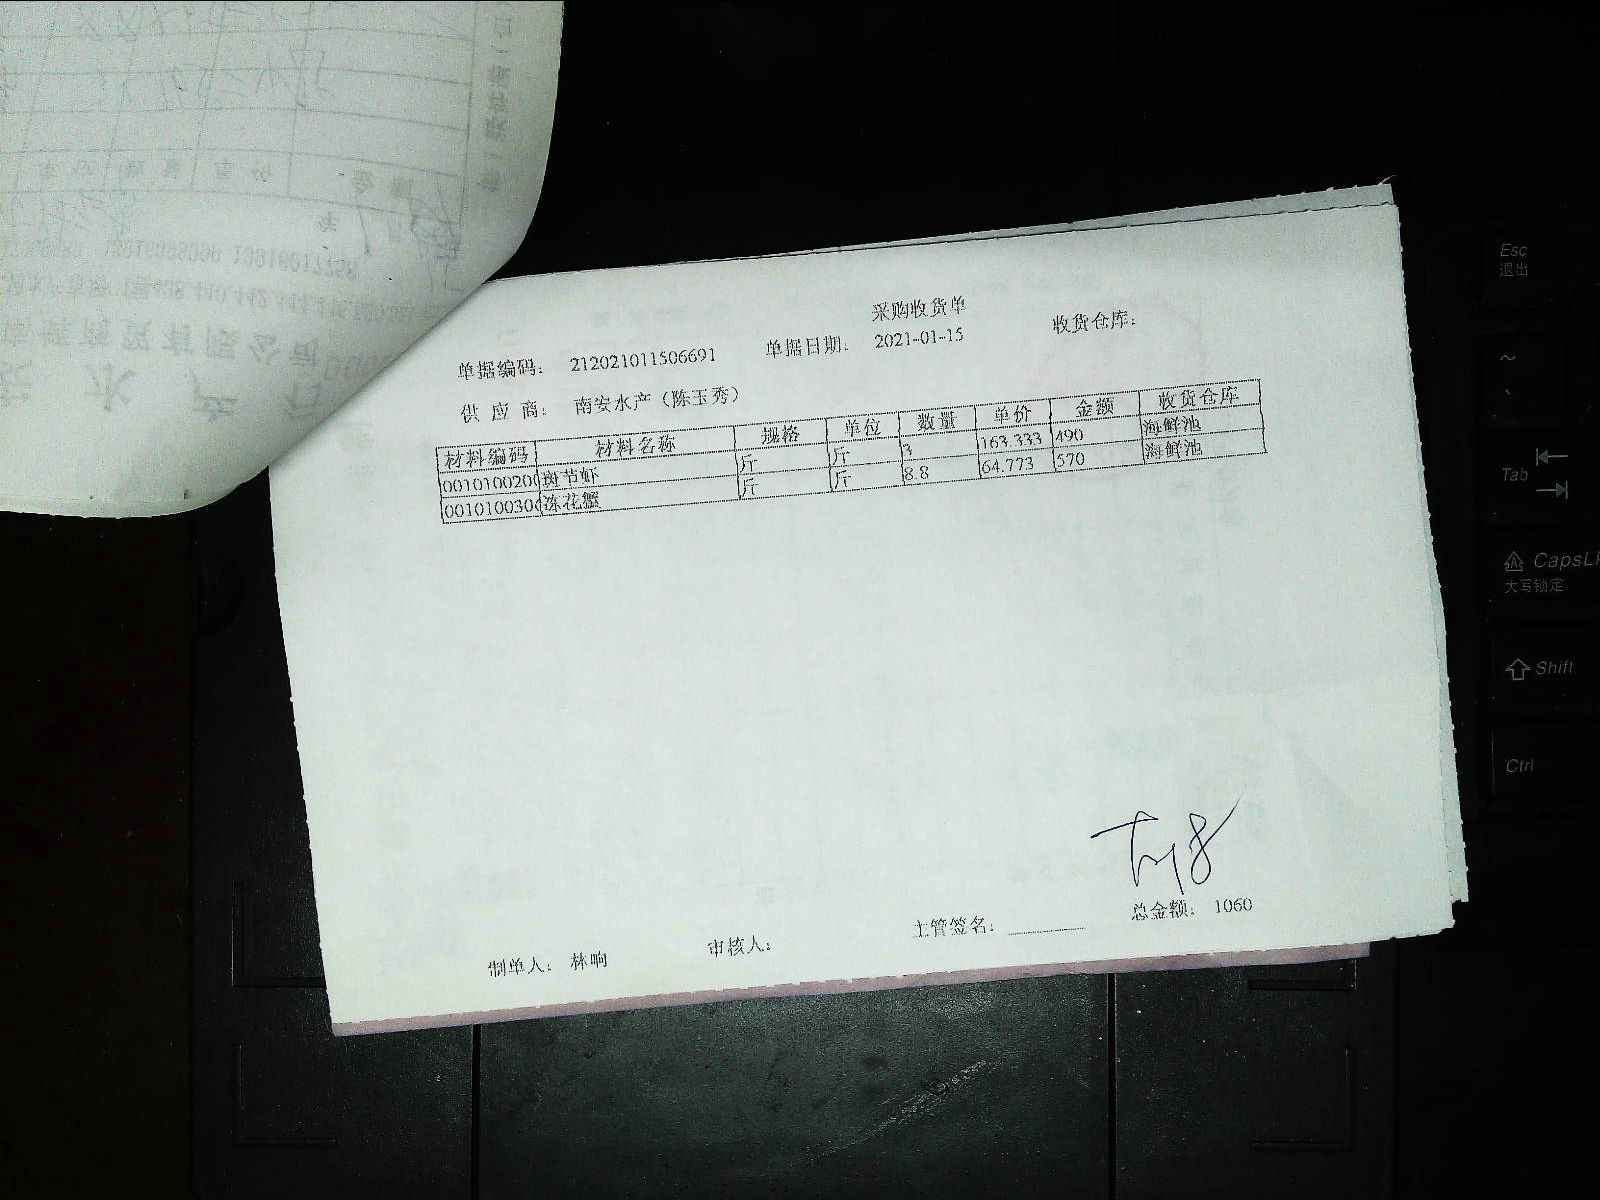 采购收货单
单据编码： 212021011506691 单据日期： 2021-01-15 收货仓库：
供 应 商： 南安水产（陈玉秀）
材料编码 材料名称 规格 单位 数量 单价 金额 收货仓库
0010100200 斑节虾 斤 斤 3 163.333 490 海鲜池
001010030 冻花蟹 斤 斤 8.8 64.773 570 海鲜池
制单人： 林响 审核人： 主管签名： 总金额： 1060
Esc
退出
~
Tab
CapsL
大写锁定
Shift
Ctrl